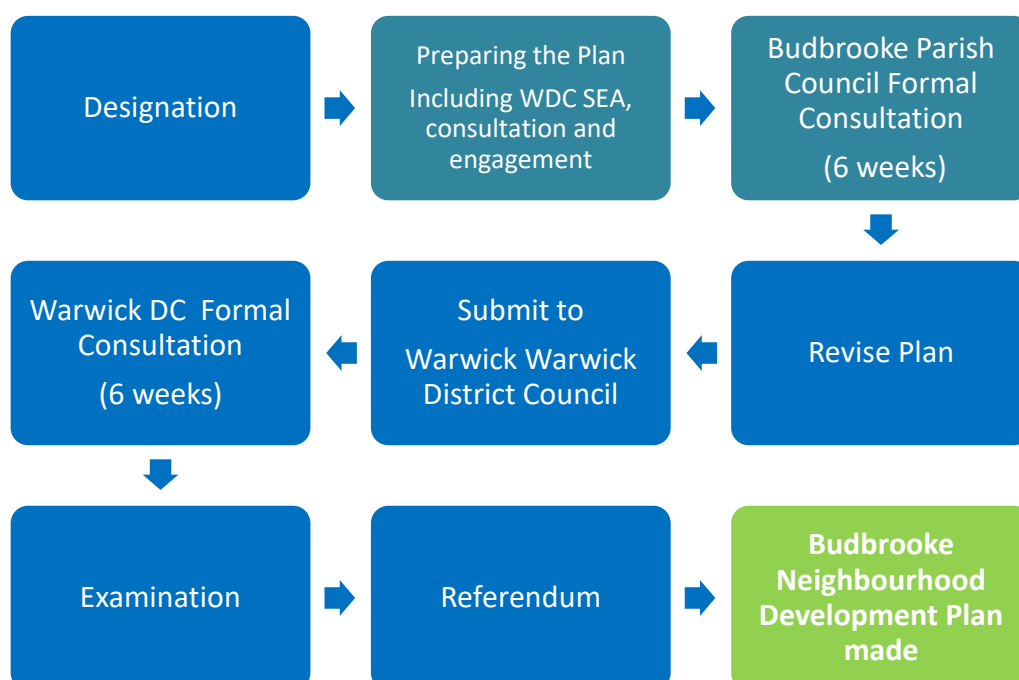 Designation
Preparing the Plan
Including WDC SEA,
consultation and
engagement
Budbrooke Parish
Council Formal
Consultation
(6 weeks)
Revise Plan
Submit to
Warwick Warwick
District Council
Warwick DC  Formal
Consultation
(6 weeks)
Examination
Referendum
Budbrooke
Neighbourhood
Development Plan
made